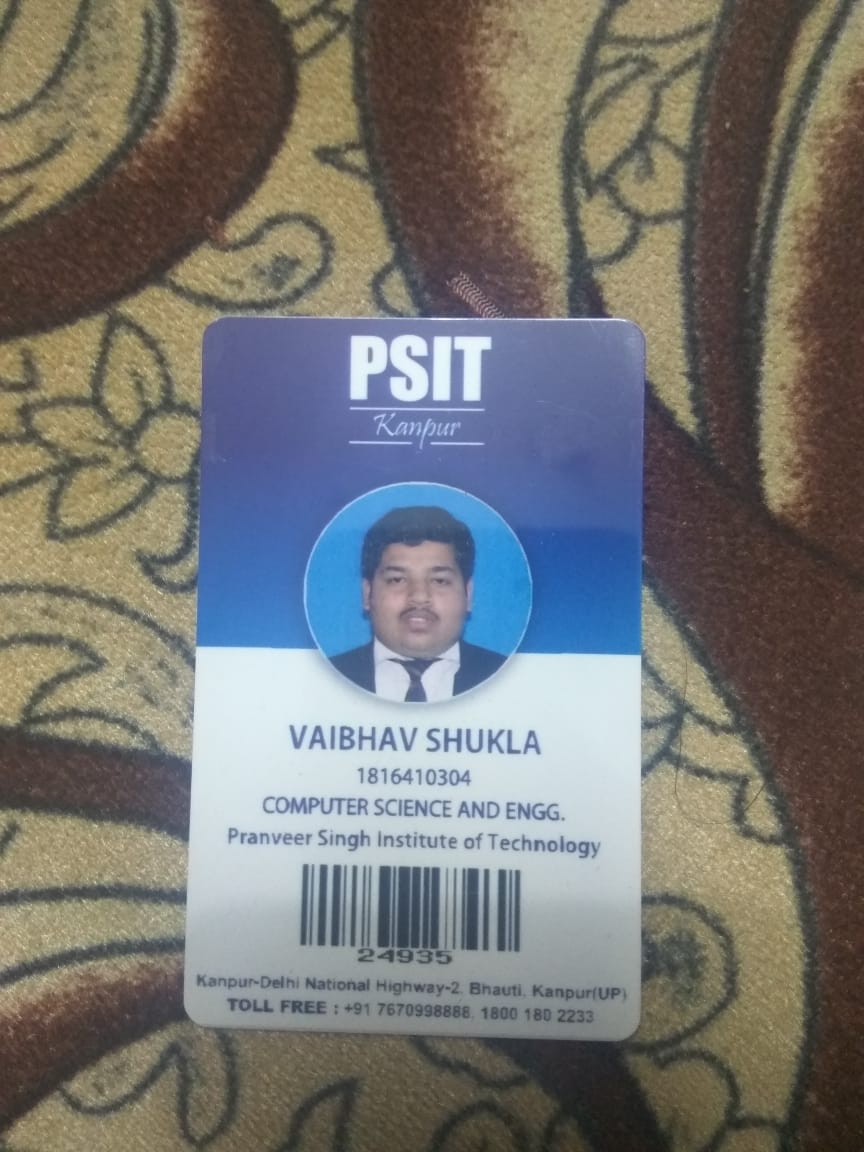 PSIT
Kanpur
VAIBHAV SHUKLA
1816410304
COMPUTER SCIENCE AND ENGG.
Pranveer Singh Institute of Technology
24935
Kanpur-Delhi National Highway-2, Bhauti, Kanpur(UP)
TOLL FREE : +91 7670998888, 1800 180 2233